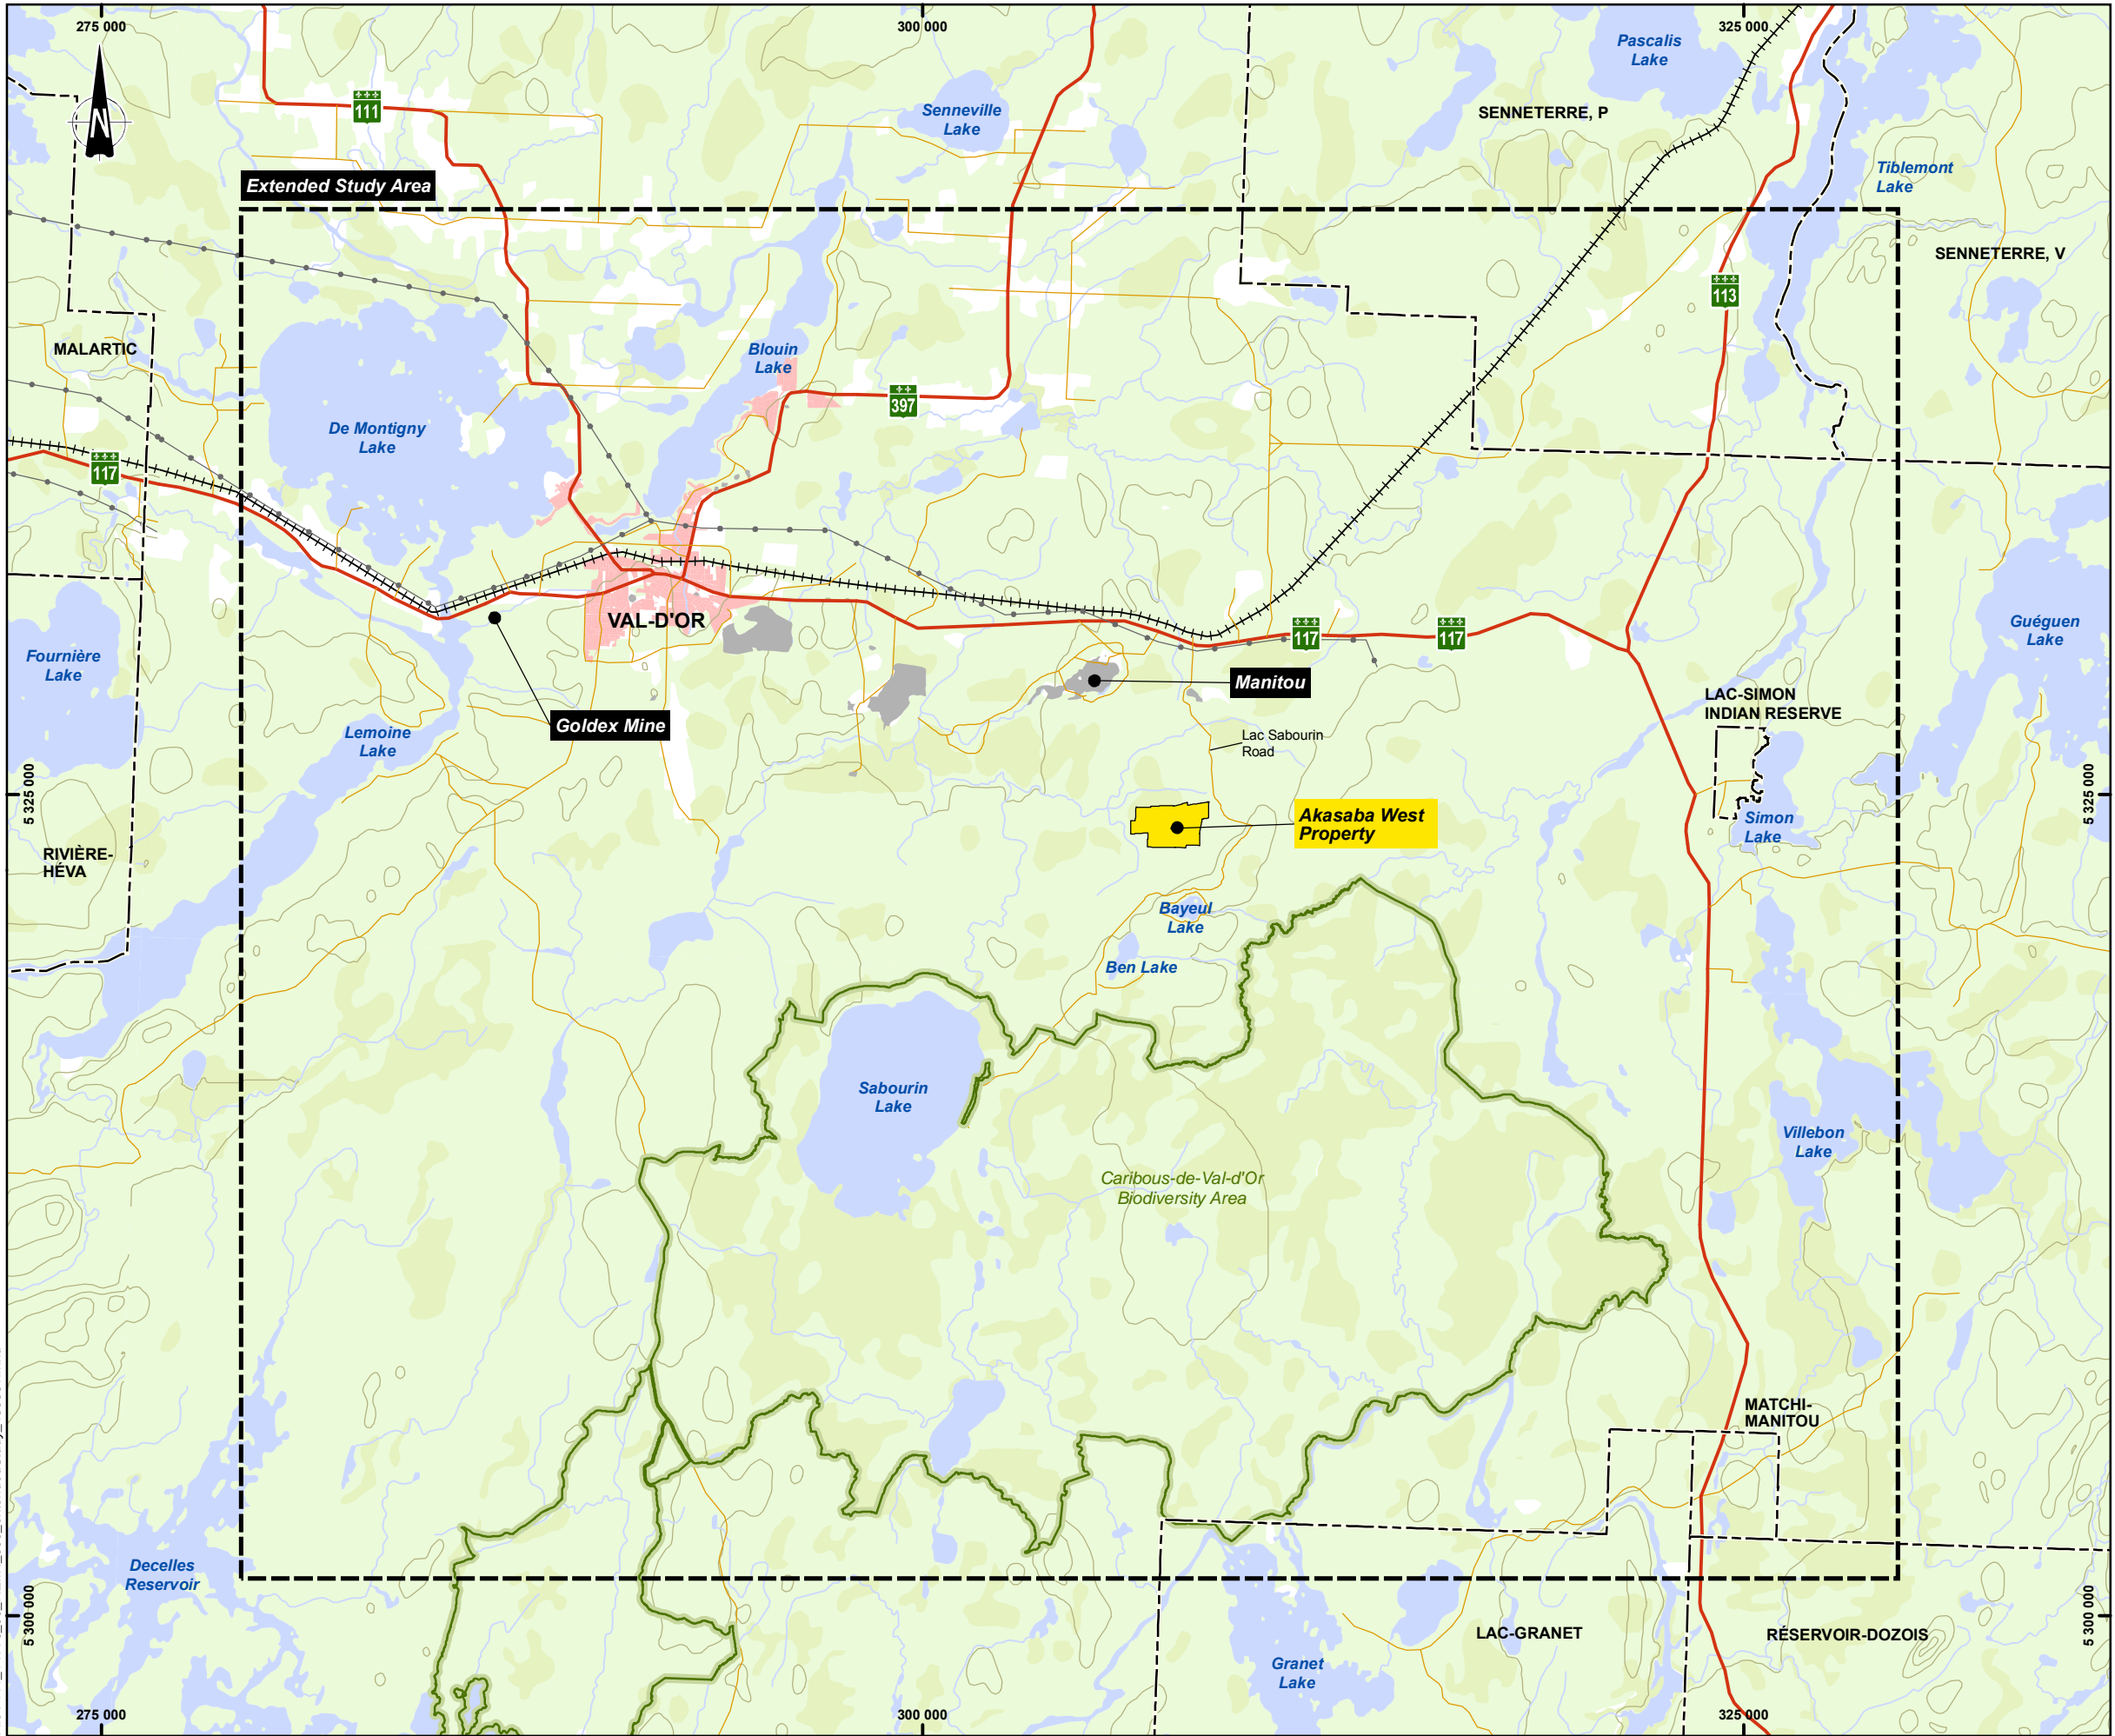 275 000
300 000
325 000
N
Pascalis
Lake
Senneville
Lake
111
SENNETERRE, P
Tiblemont
Lake
Extended Study Area
SENNETERRE, V
113
MALARTIC
Blouin
Lake
397
De Montigny
Lake
117
VAL-D'OR
117
117
Guéguen
Lake
Fournière
Lake
Manitou
LAC-SIMON
INDIAN RESERVE
Goldex Mine
Lemoine
Lake
Lac Sabourin
Road
5 325 000
5 325 000
Akasaba West
Property
Simon
Lake
RIVIÈRE-
HÉVA
Bayeul
Lake
Ben Lake
Sabourin
Lake
Villebon
Lake
Caribous-de-Val-d'Or
Biodiversity Area
MATCHI-
MANITOU
Decelles
Reservoir
5 300 000
5 300 000
LAC-GRANET
RÉSERVOIR-DOZOIS
Granet
Lake
275 000
300 000
325 000